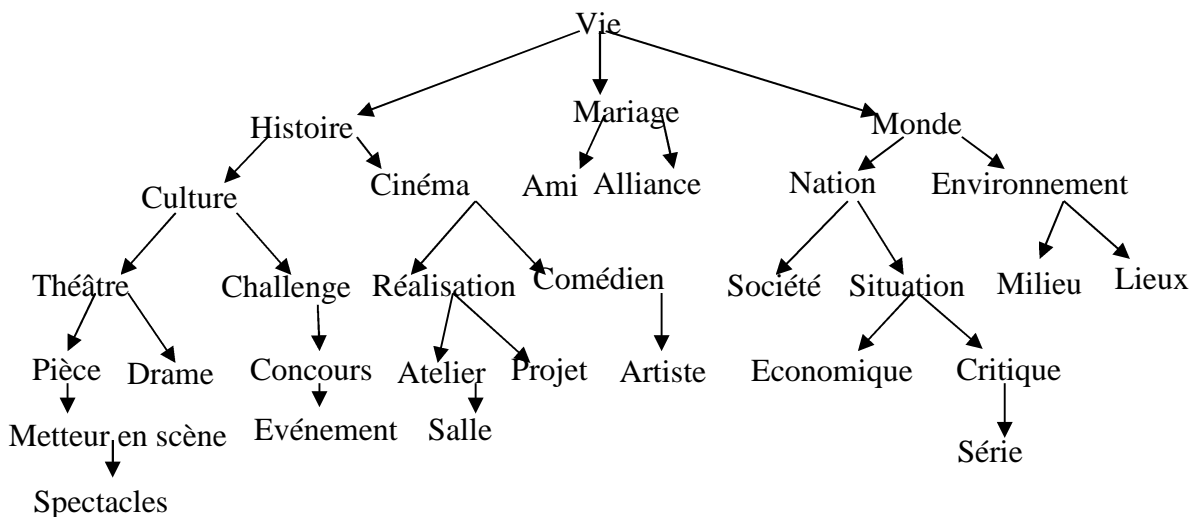 Vie
Histoire Mariage Monde
Culture Cinéma Ami Alliance Nation Environnement
Théâtre Challenge Réalisation Comédien Société Situation Milieu Lieux
Pièce Drame Concours Atelier Projet Artiste Economique Critique
Metteur en scène Evénement Salle Série
Spectacles